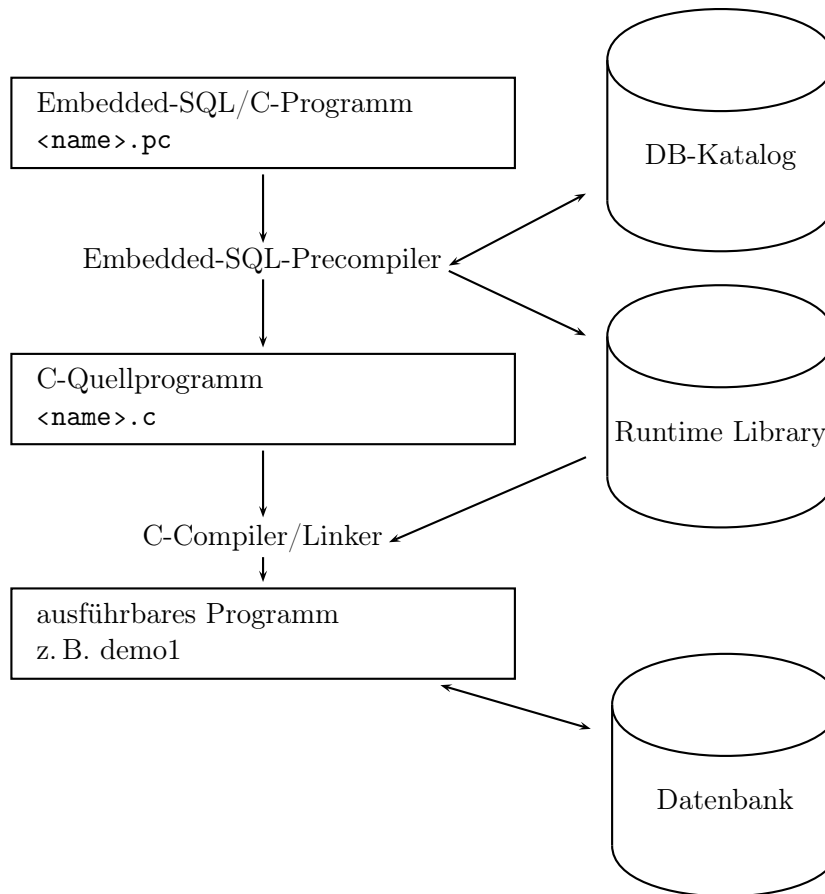 Embedded-SQL/C-Programm
<name>.pc
DB-Katalog
Embedded-SQL-Precompiler
C-Quellprogramm
<name>.c
Runtime Library
C-Compiler/Linker
ausführbares Programm
z. B. demo1
Datenbank